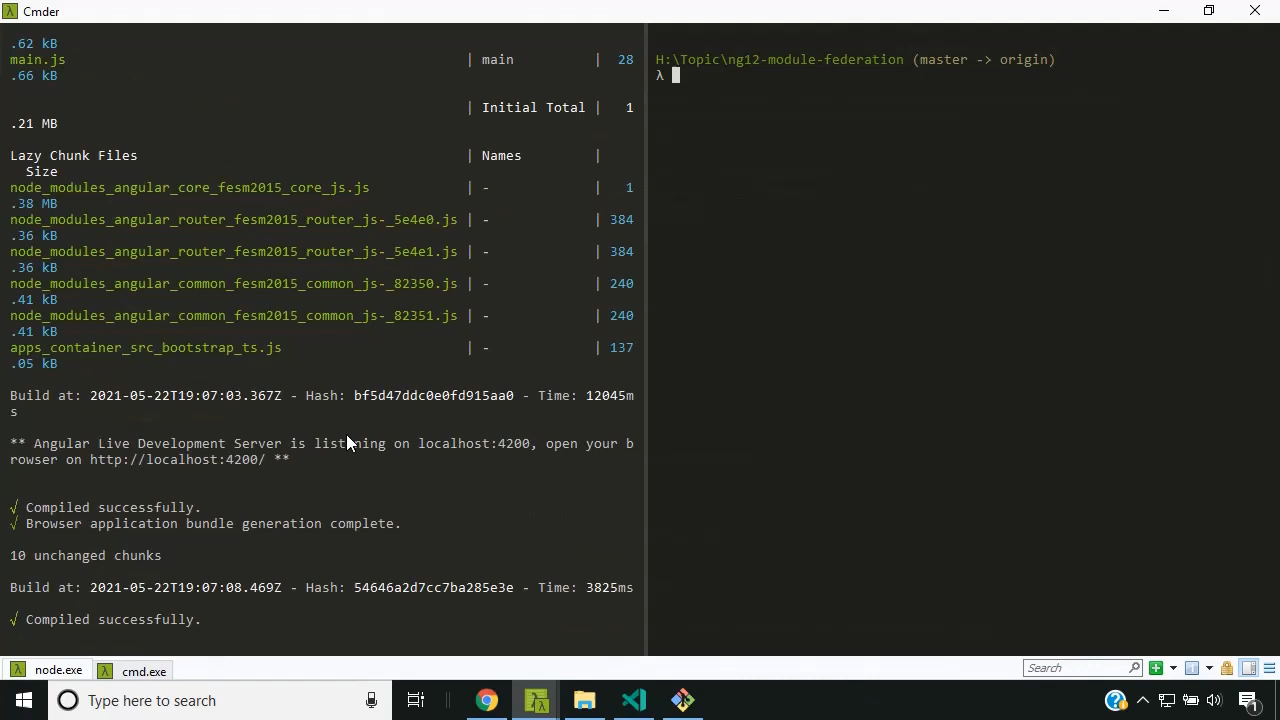 Cmder
.62 kB
main.js | main | 28
.66 kB
| Initial Total | 1
.21 MB
Lazy Chunk Files | Names |
Size
node_modules_angular_core_fesm2015_core_js.js | - | 1
.38 MB
node_modules_angular_router_fesm2015_router_js-_5e4e0.js | - | 384
.36 kB
node_modules_angular_router_fesm2015_router_js-_5e4e1.js | - | 384
.36 kB
node_modules_angular_common_fesm2015_common_js-_82350.js | - | 240
.41 kB
node_modules_angular_common_fesm2015_common_js-_82351.js | - | 240
.41 kB
apps_container_src_bootstrap_ts.js | - | 137
.05 kB
Build at: 2021-05-22T19:07:03.367Z - Hash: bf5d47ddc0e0fd915aa0 - Time: 12045m
s
** Angular Live Development Server is listening on localhost:4200, open your b
rowser on http://localhost:4200/ **
√ Compiled successfully.
√ Browser application bundle generation complete.
10 unchanged chunks
Build at: 2021-05-22T19:07:08.469Z - Hash: 54646a2d7cc7ba285e3e - Time: 3825ms
√ Compiled successfully.
H:\Topic\ng12-module-federation (master -> origin)
λ
node.exe
cmd.exe
Search
Type here to search
1